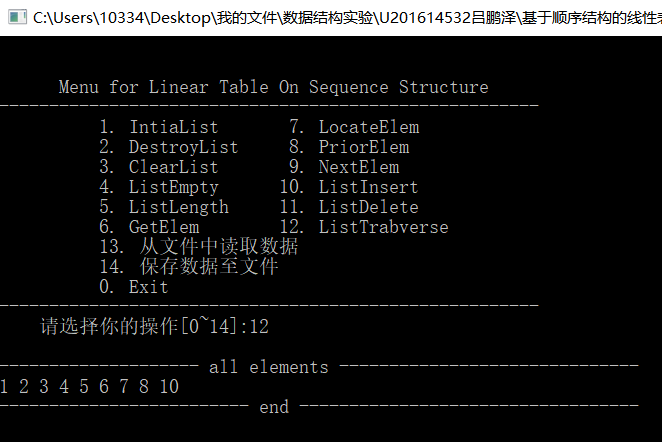 C:\Users\10334\Desktop\我的文件\数据结构实验\U201614532吕鹏泽\基于顺序结构的线性
Menu for Linear Table On Sequence Structure
------------------------------------------------------
1. IntiaList 7. LocateElem
2. DestroyList 8. PriorElem
3. ClearList 9. NextElem
4. ListEmpty 10. ListInsert
5. ListLength 11. ListDelete
6. GetElem 12. ListTrabverse
13. 从文件中读取数据
14. 保存数据至文件
0. Exit
------------------------------------------------------
请选择你的操作[0~14]:12
-------------------- all elements ------------------------------
1 2 3 4 5 6 7 8 10
------------------------- end ----------------------------------